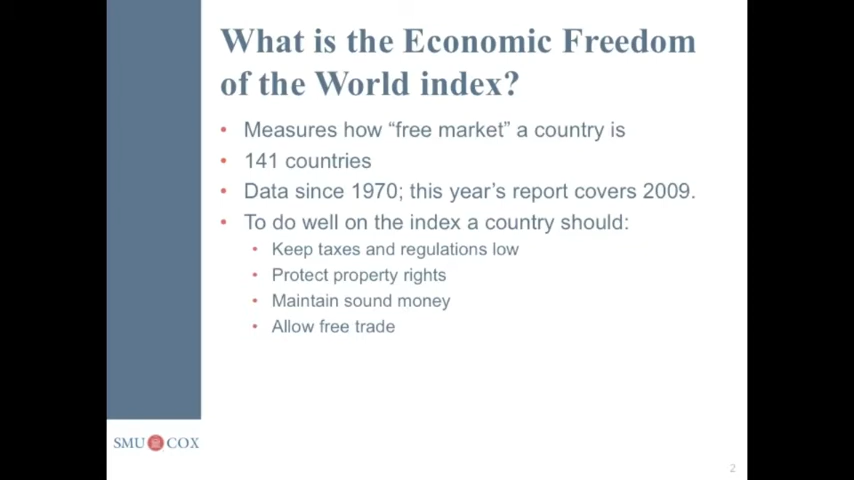 What is the Economic Freedom
of the World index?
• Measures how “free market” a country is
• 141 countries
• Data since 1970; this year’s report covers 2009.
• To do well on the index a country should:
• Keep taxes and regulations low
• Protect property rights
• Maintain sound money
• Allow free trade
SMU COX
2